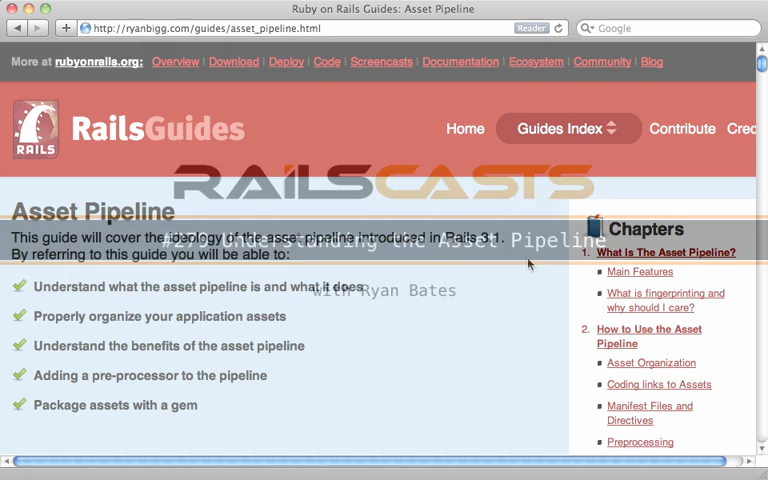 Ruby on Rails Guides: Asset Pipeline
http://ryanbigg.com/guides/asset_pipeline.html
Reader
Google
More at rubyonrails.org: Overview | Download | Deploy | Code | Screencasts | Documentation | Ecosystem | Community | Blog
RAILS
RailsGuides
Home
Guides Index
Contribute
Cred
RAILSCASTS
Asset Pipeline
#279 Understanding the Asset Pipeline
with Ryan Bates
This guide will cover the ideology of the asset pipeline introduced in Rails 3.1.
By referring to this guide you will be able to:
Understand what the asset pipeline is and what it does
Properly organize your application assets
Understand the benefits of the asset pipeline
Adding a pre-processor to the pipeline
Package assets with a gem
Chapters
1. What Is The Asset Pipeline?
Main Features
What is fingerprinting and
why should I care?
2. How to Use the Asset
Pipeline
Asset Organization
Coding links to Assets
Manifest Files and
Directives
Preprocessing